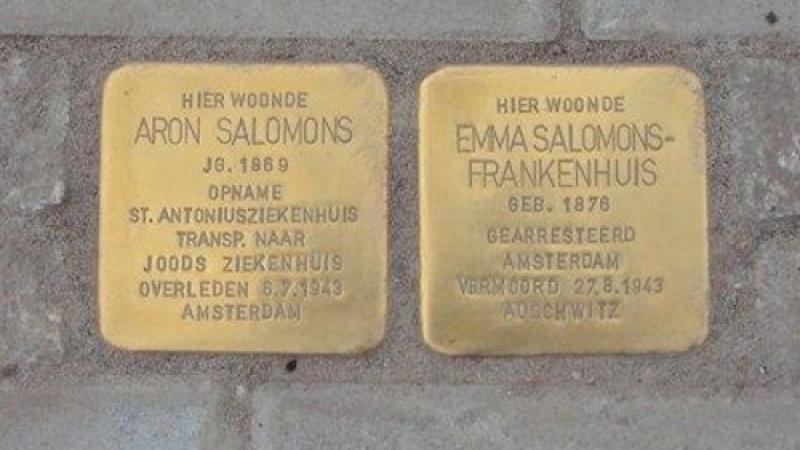 HIER WOONDE
ARON SALOMONS
JG. 1869
OPNAME
ST. ANTONIUSZIEKENHUIS
TRANSP. NAAR
JOODS ZIEKENHUIS
OVERLEDEN 6.7.1943
AMSTERDAM
HIER WOONDE
EMMA SALOMONS-
FRANKENHUIS
GEB. 1876
GEARRESTEERD
AMSTERDAM
VERMOORD 27.8.1943
AUSCHWITZ